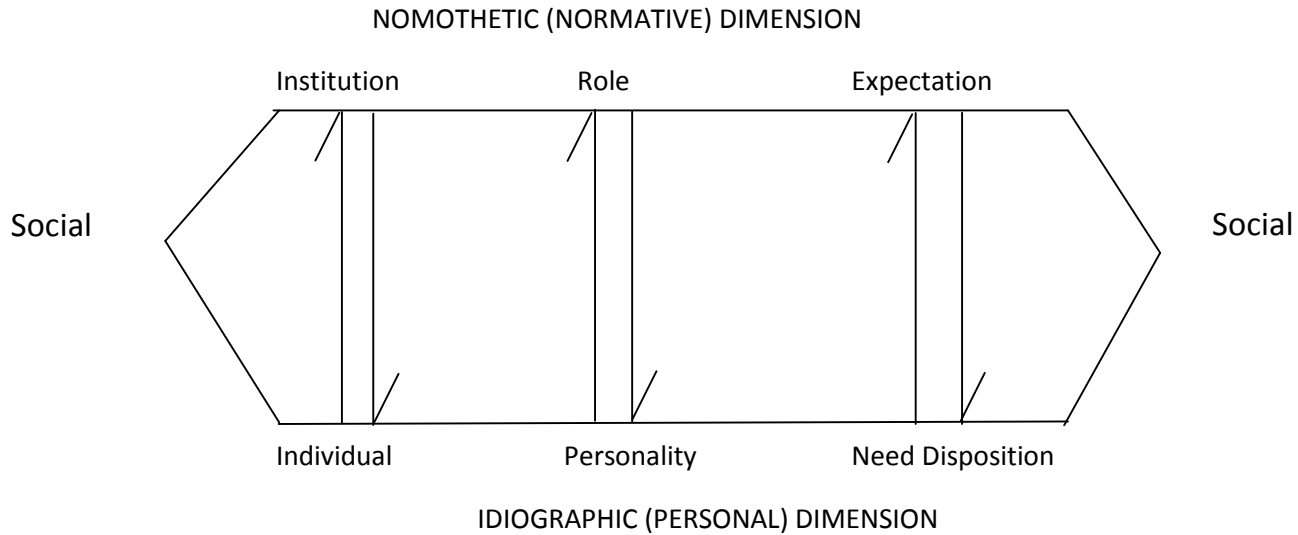 NOMOTHETIC (NORMATIVE) DIMENSION
Institution Role Expectation
Social Social
Individual Personality Need Disposition
IDIOGRAPHIC (PERSONAL) DIMENSION